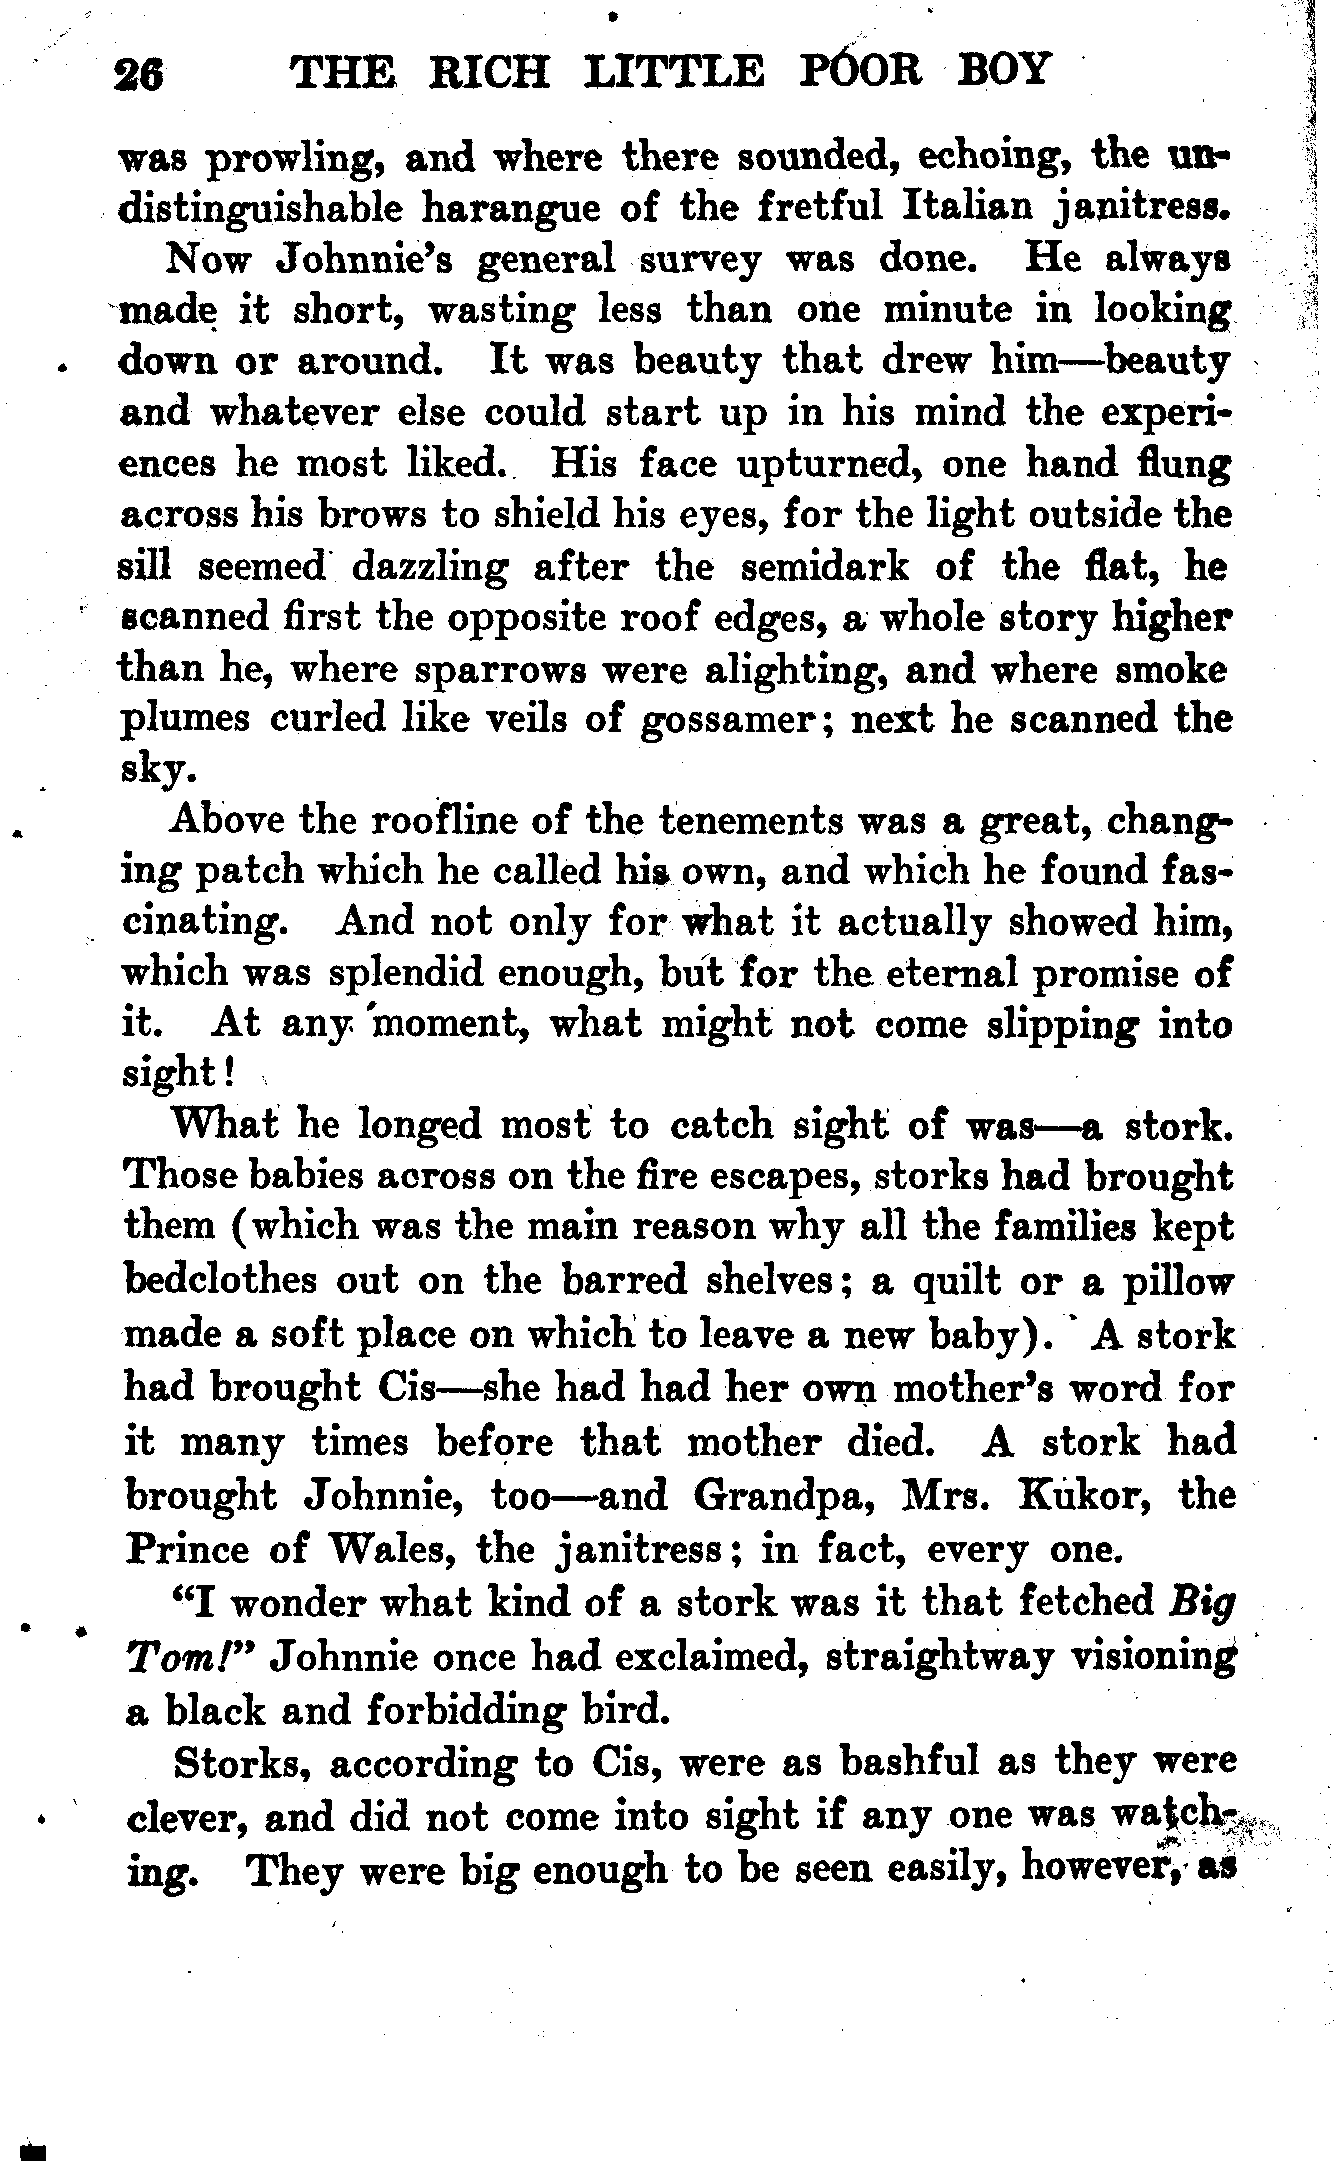 26 THE RICH LITTLE POOR BOY
was prowling, and where there sounded, echoing, the un-
distinguishable harangue of the fretful Italian janitress.
Now Johnnie's general survey was done. He always
made it short, wasting less than one minute in looking
down or around. It was beauty that drew him—beauty
and whatever else could start up in his mind the experi-
ences he most liked. His face upturned, one hand flung
across his brows to shield his eyes, for the light outside the
sill seemed dazzling after the semidark of the flat, he
scanned first the opposite roof edges, a whole story higher
than he, where sparrows were alighting, and where smoke
plumes curled like veils of gossamer; next he scanned the
sky.
Above the roofline of the tenements was a great, chang-
ing patch which he called his own, and which he found fas-
cinating. And not only for what it actually showed him,
which was splendid enough, but for the eternal promise of
it. At any moment, what might not come slipping into
sight!
What he longed most to catch sight of was—a stork.
Those babies across on the fire escapes, storks had brought
them (which was the main reason why all the families kept
bedclothes out on the barred shelves; a quilt or a pillow
made a soft place on which to leave a new baby). A stork
had brought Cis—she had had her own mother's word for
it many times before that mother died. A stork had
brought Johnnie, too—and Grandpa, Mrs. Kukor, the
Prince of Wales, the janitress; in fact, every one.
"I wonder what kind of a stork was it that fetched Big
Tom!" Johnnie once had exclaimed, straightway visioning
a black and forbidding bird.
Storks, according to Cis, were as bashful as they were
clever, and did not come into sight if any one was watch-
ing. They were big enough to be seen easily, however, as